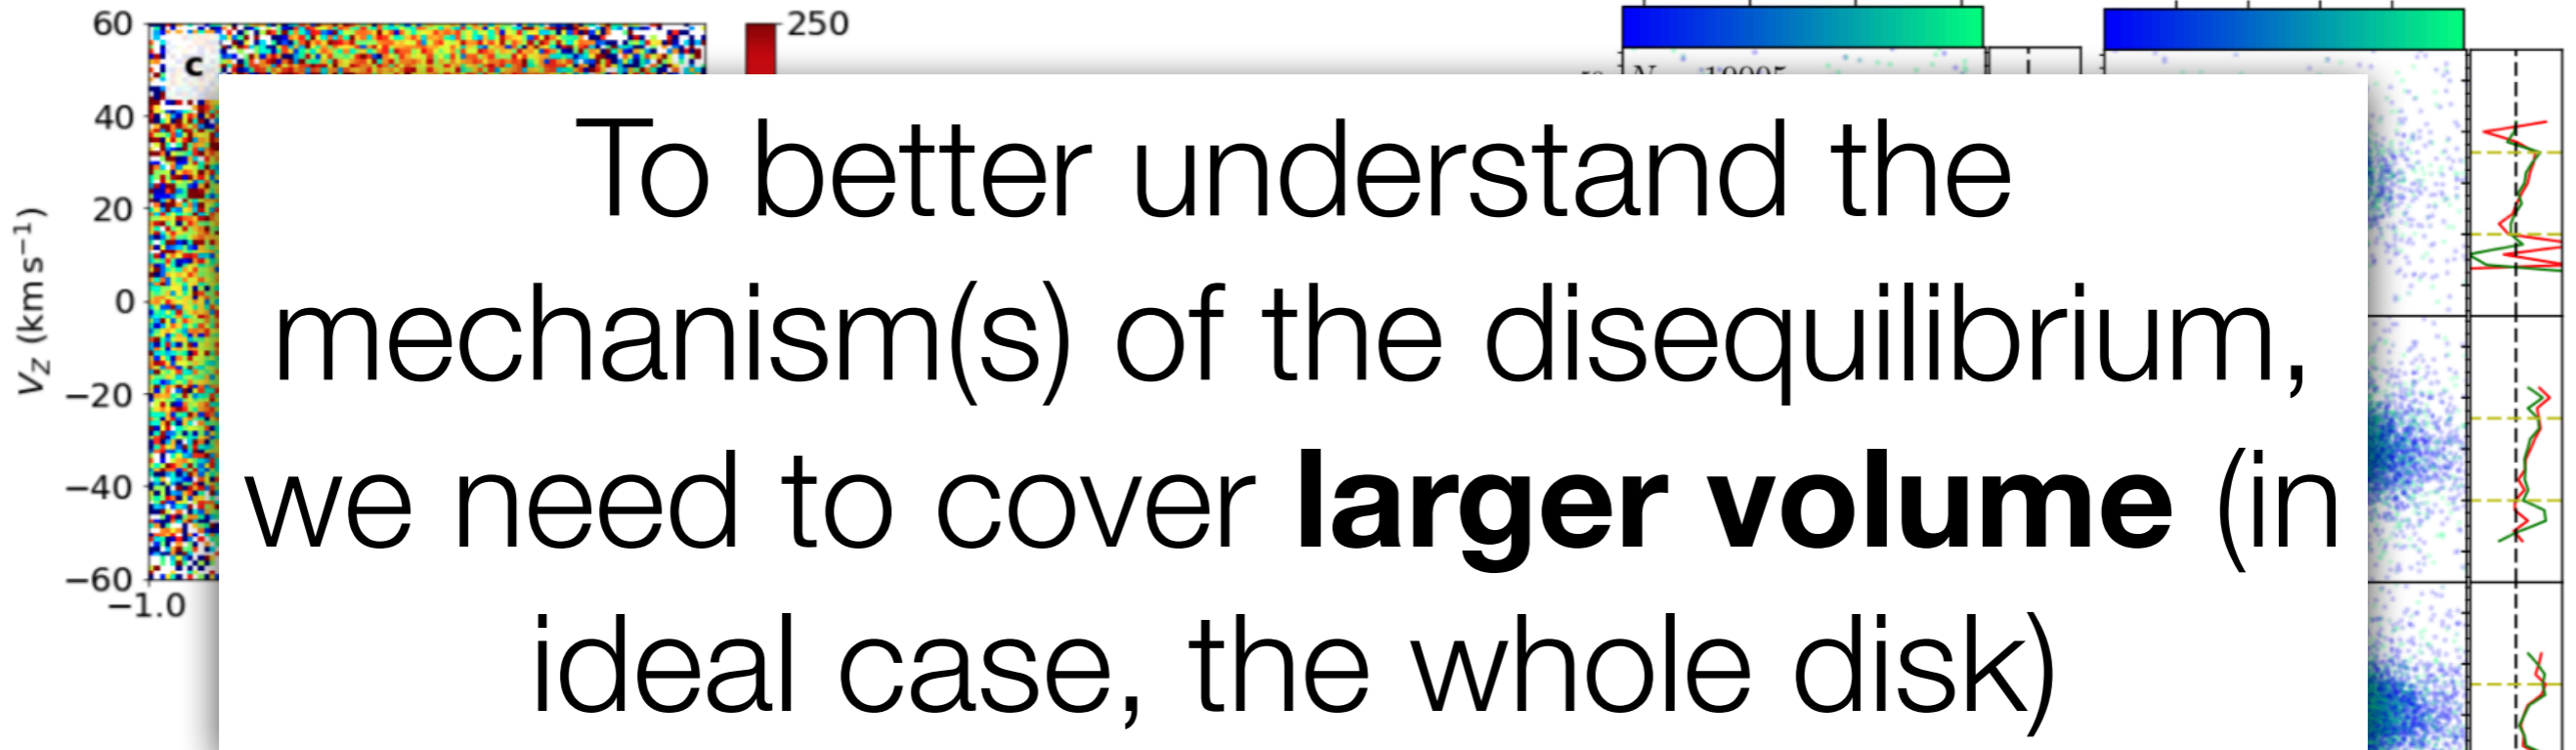 60
250
c
40
20
0
−20
−40
−60
−1.0
V_Z (km s⁻¹)
To better understand the
mechanism(s) of the disequilibrium,
we need to cover larger volume (in
ideal case, the whole disk)